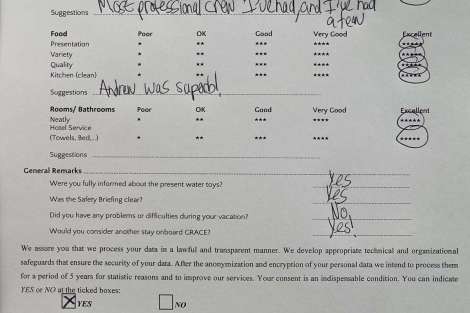 Suggestions Most professional crew I've had, and I've had
a few
Food Poor OK Good Very Good Excellent
Presentation * ** *** **** *****
Variety * ** *** **** *****
Quality * ** *** **** *****
Kitchen (clean) * ** *** **** *****
Suggestions Andrew was superb!
Rooms/ Bathrooms Poor OK Good Very Good Excellent
Neatly * ** *** **** *****
Hotel Service
(Towels, Bed,..) * ** *** **** *****
Suggestions
General Remarks
Were you fully informed about the present water toys? Yes
Was the Safety Briefing clear? Yes
Did you have any problems or difficulties during your vacation? No
Would you consider another stay onboard GRACE? Yes!
We assure you that we process your data in a lawful and transparent manner. We develop appropriate technical and organizational
safeguards that ensure the security of your data. After the anonymization and encryption of your personal data we intend to process them
for a period of 5 years for statistic reasons and to improve our services. Your consent is an indispensable condition. You can indicate
YES or NO at the ticked boxes:
YES NO